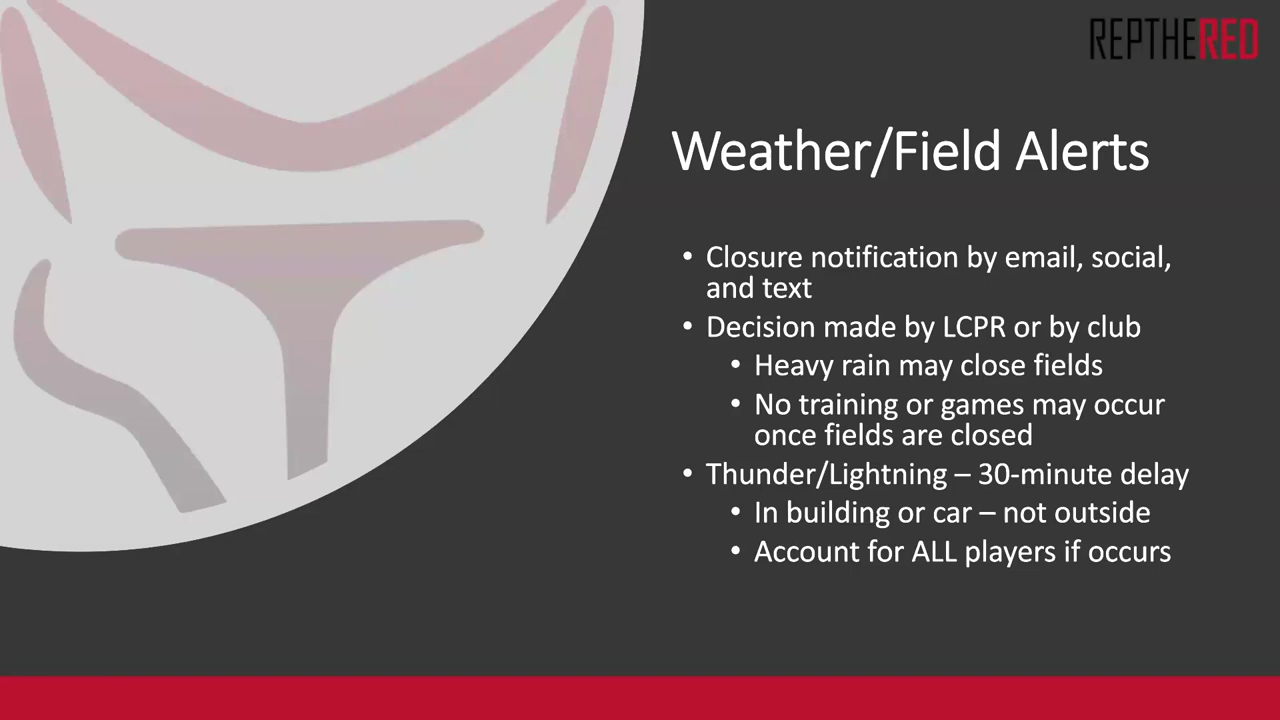 REPTHERED
Weather/Field Alerts
• Closure notification by email, social,
and text
• Decision made by LCPR or by club
• Heavy rain may close fields
• No training or games may occur
once fields are closed
• Thunder/Lightning – 30-minute delay
• In building or car – not outside
• Account for ALL players if occurs